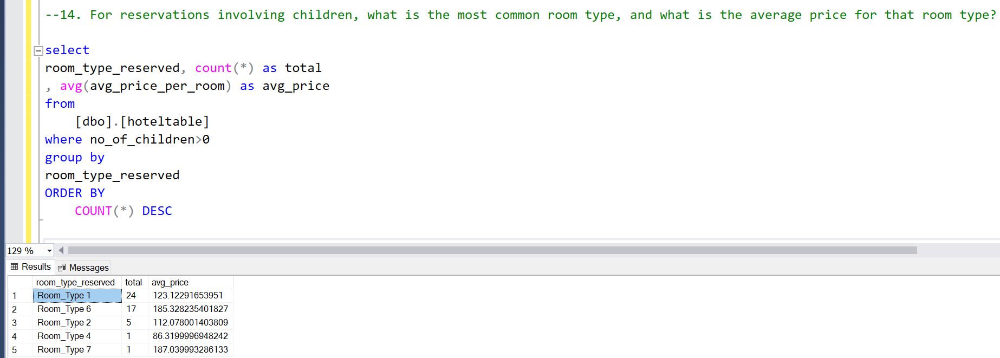 --14. For reservations involving children, what is the most common room type, and what is the average price for that room type?
select
room_type_reserved, count(*) as total
, avg(avg_price_per_room) as avg_price
from
[dbo].[hoteltable]
where no_of_children>0
group by
room_type_reserved
ORDER BY
COUNT(*) DESC
129 %
Results Messages
room_type_reserved total avg_price
1 Room_Type 1 24 123.12291653951
2 Room_Type 6 17 185.328235401827
3 Room_Type 2 5 112.078001403809
4 Room_Type 4 1 86.3199996948242
5 Room_Type 7 1 187.039993286133